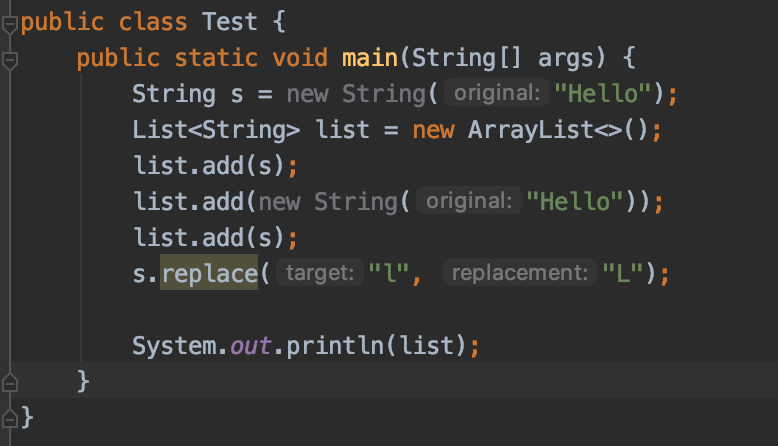 public class Test {
public static void main(String[] args) {
String s = new String( original: "Hello");
List<String> list = new ArrayList<>();
list.add(s);
list.add(new String( original: "Hello"));
list.add(s);
s.replace( target: "l", replacement: "L");
System.out.println(list);
}
}